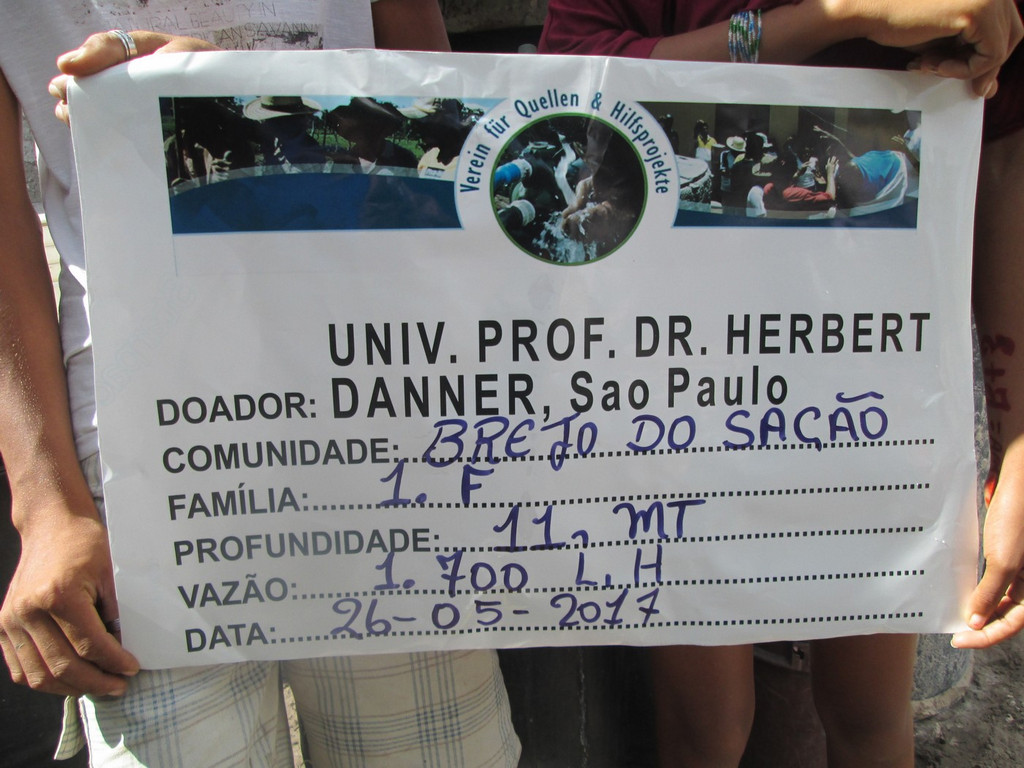 Verein für Quellen & Hilfsprojekte
UNIV. PROF. DR. HERBERT
DOADOR: DANNER, Sao Paulo
COMUNIDADE: BREJO DO SAÇÃO
FAMÍLIA: 1. F
PROFUNDIDADE: 11, MT
VAZÃO: 1.700 L. H
DATA: 26-05-2017